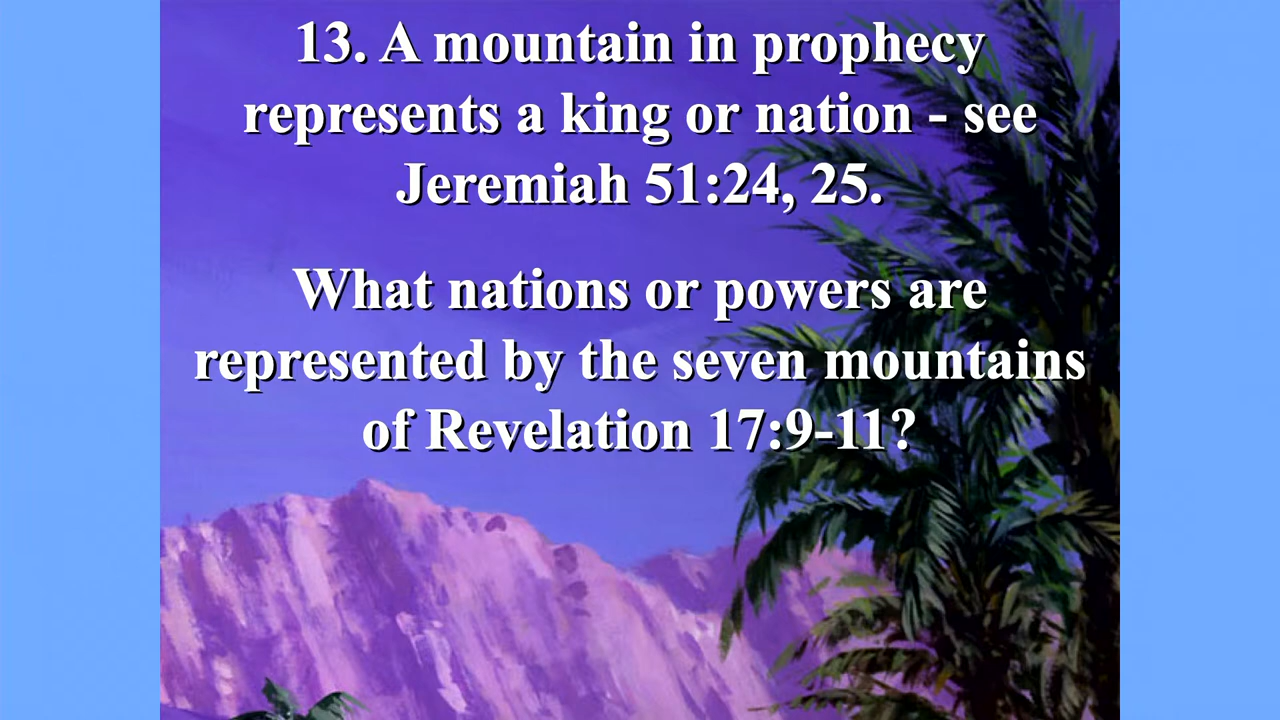 13. A mountain in prophecy
represents a king or nation - see
Jeremiah 51:24, 25.
What nations or powers are
represented by the seven mountains
of Revelation 17:9-11?